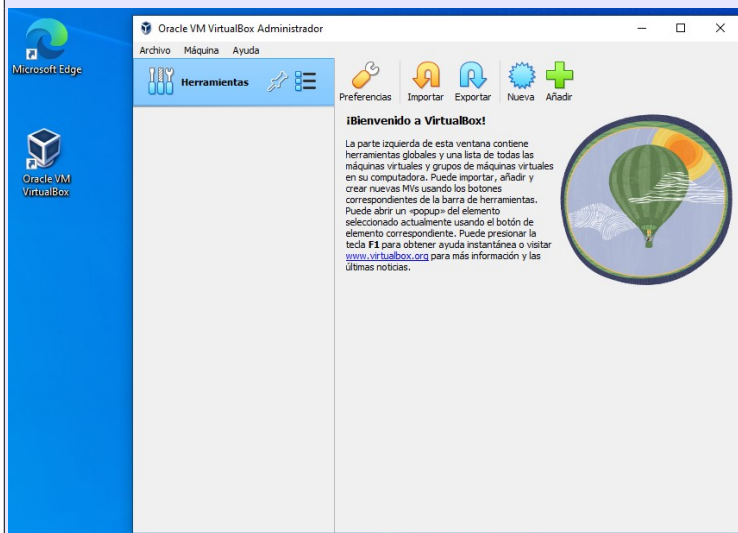 Microsoft Edge
Oracle VM
VirtualBox
Oracle VM VirtualBox Administrador
Archivo Máquina Ayuda
Herramientas
Preferencias Importar Exportar Nueva Añadir
¡Bienvenido a VirtualBox!
La parte izquierda de esta ventana contiene
herramientas globales y una lista de todas las
máquinas virtuales y grupos de máquinas virtuales
en su computadora. Puede importar, añadir y
crear nuevas MVs usando los botones
correspondientes de la barra de herramientas.
Puede abrir un «popup» del elemento
seleccionado actualmente usando el botón de
elemento correspondiente. Puede presionar la
tecla F1 para obtener ayuda instantánea o visitar
www.virtualbox.org para más información y las
últimas noticias.